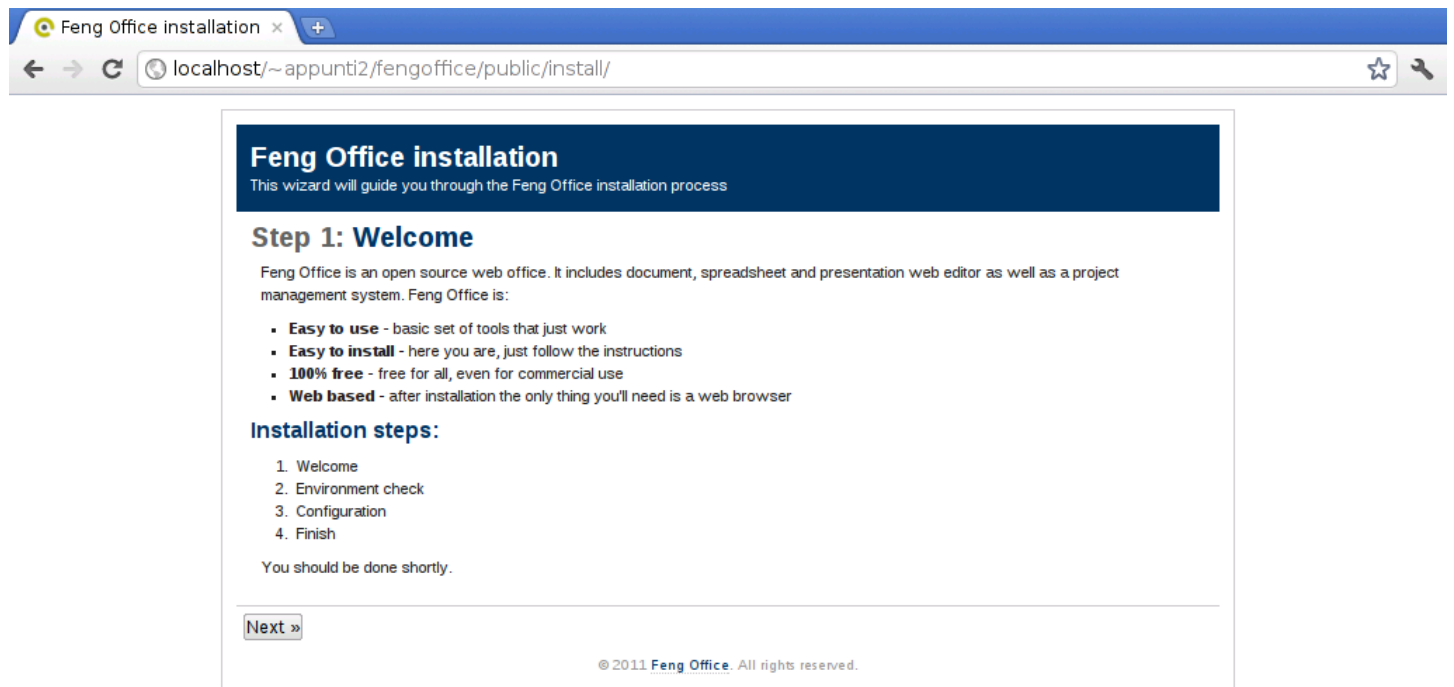 Feng Office installation
localhost/~appunti2/fengoffice/public/install/
Feng Office installation
This wizard will guide you through the Feng Office installation process
Step 1: Welcome
Feng Office is an open source web office. It includes document, spreadsheet and presentation web editor as well as a project
management system. Feng Office is:
Easy to use - basic set of tools that just work
Easy to install - here you are, just follow the instructions
100% free - free for all, even for commercial use
Web based - after installation the only thing you'll need is a web browser
Installation steps:
1. Welcome
2. Environment check
3. Configuration
4. Finish
You should be done shortly.
Next »
© 2011 Feng Office. All rights reserved.